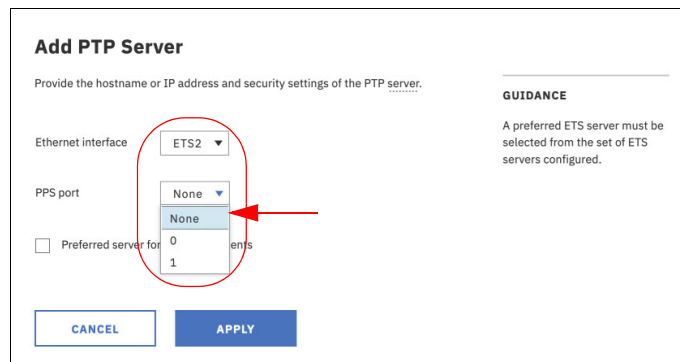 Add PTP Server
Provide the hostname or IP address and security settings of the PTP server.
GUIDANCE
A preferred ETS server must be
selected from the set of ETS
servers configured.
Ethernet interface
ETS2
PPS port
None
None
0
1
Preferred server for ents
CANCEL
APPLY